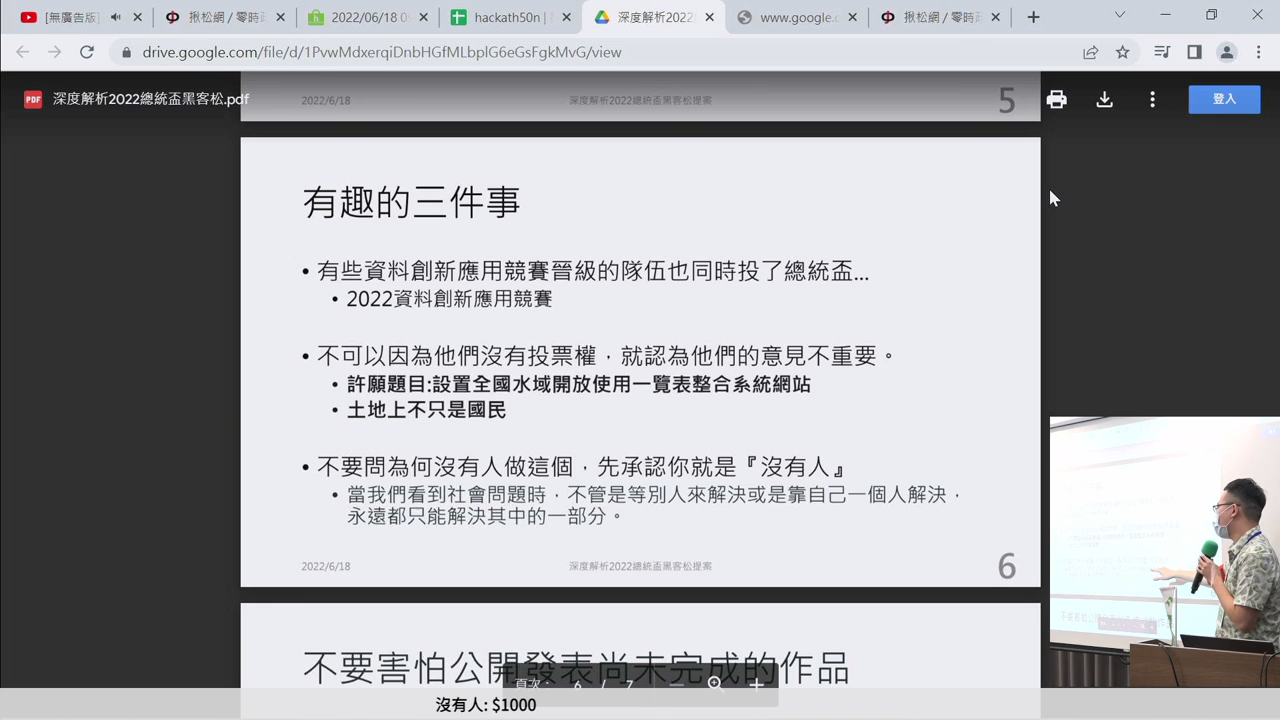 [無廣告版]
揪松網 / 零時政
2022/06/18 0
hackath50n |
深度解析2022
www.google.c
揪松網 / 零時政
drive.google.com/file/d/1PvwMdxerqiDnbHGfMLbplG6eGsFgkMvG/view
PDF 深度解析2022總統盃黑客松.pdf
登入
2022/6/18 深度解析2022總統盃黑客松提案 5
有趣的三件事
• 有些資料創新應用競賽晉級的隊伍也同時投了總統盃...
• 2022資料創新應用競賽
• 不可以因為他們沒有投票權，就認為他們的意見不重要。
• 許願題目:設置全國水域開放使用一覽表整合系統網站
• 土地上不只是國民
• 不要問為何沒有人做這個，先承認你就是『沒有人』
• 當我們看到社會問題時，不管是等別人來解決或是靠自己一個人解決，
永遠都只能解決其中的一部分。
2022/6/18 深度解析2022總統盃黑客松提案 6
不要害怕公開發表尚未完成的作品
頁次： 6 / 7
沒有人: $1000